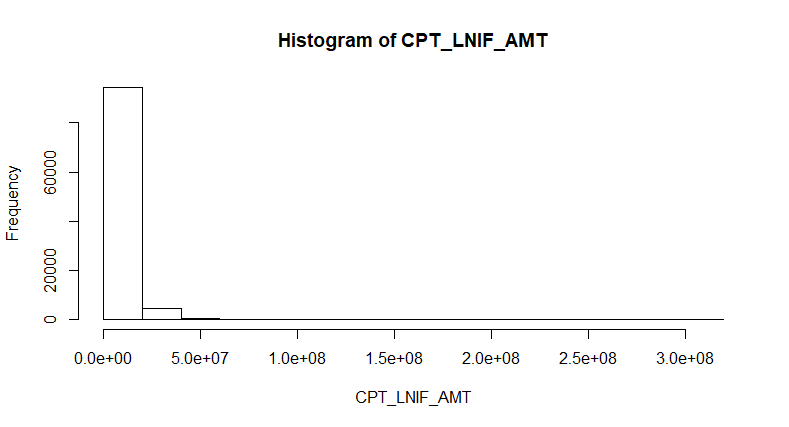 Histogram of CPT_LNIF_AMT
Frequency
60000
20000
0
0.0e+00 5.0e+07 1.0e+08 1.5e+08 2.0e+08 2.5e+08 3.0e+08
CPT_LNIF_AMT